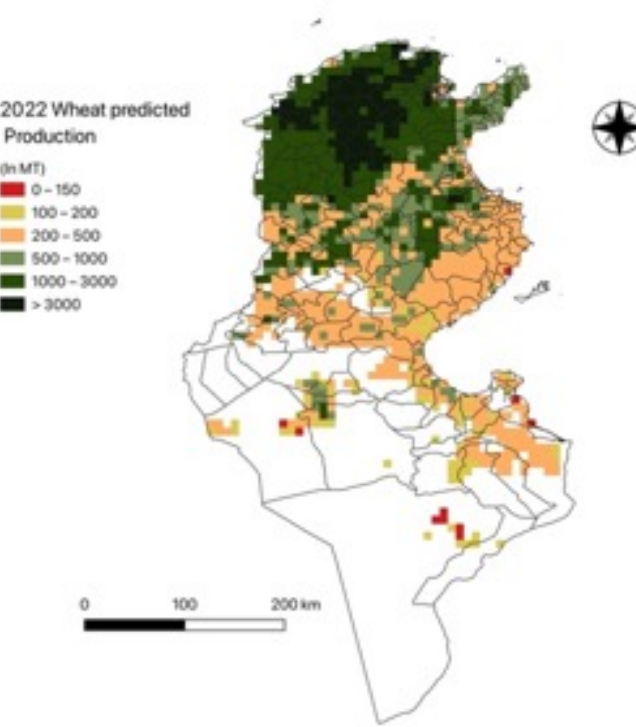 2022 Wheat predicted
Production
(In MT)
0 – 150
100 – 200
200 – 500
500 – 1000
1000 – 3000
> 3000
0 100 200 km